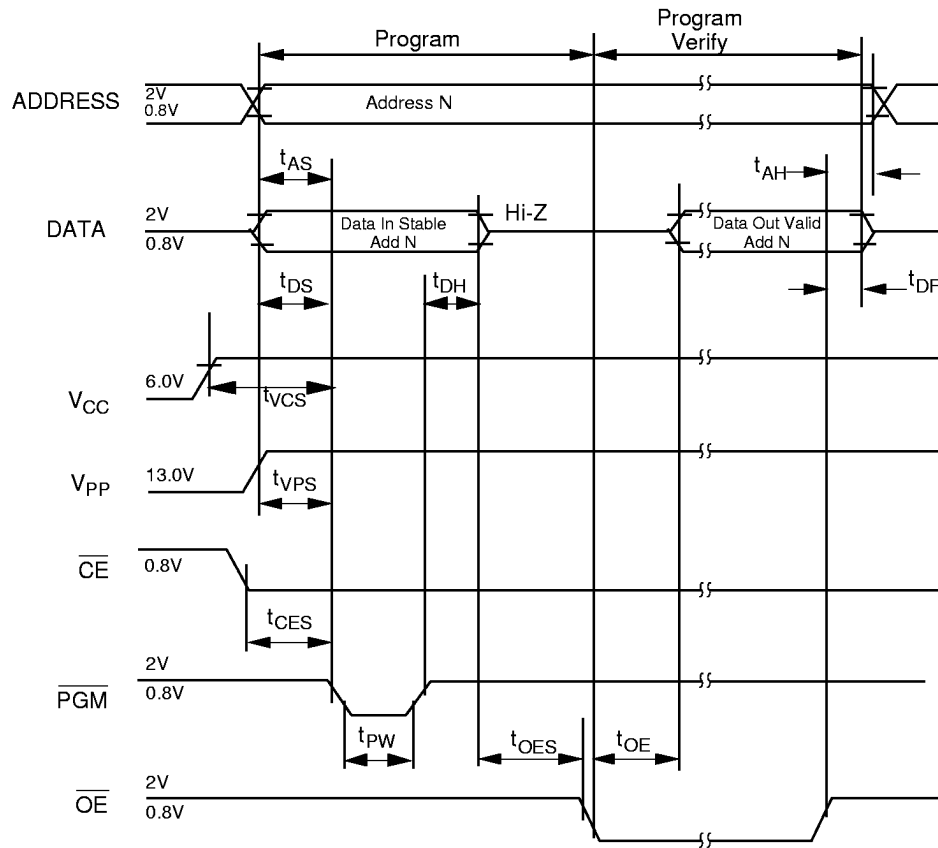 Program
Program
Verify
ADDRESS
2V
0.8V
Address N
tAS
tAH
DATA
2V
0.8V
Data In Stable
Add N
Hi-Z
Data Out Valid
Add N
tDS
tDH
tDF
VCC
6.0V
tVCS
VPP
13.0V
tVPS
CE
0.8V
tCES
PGM
2V
0.8V
tPW
tOES
tOE
OE
2V
0.8V